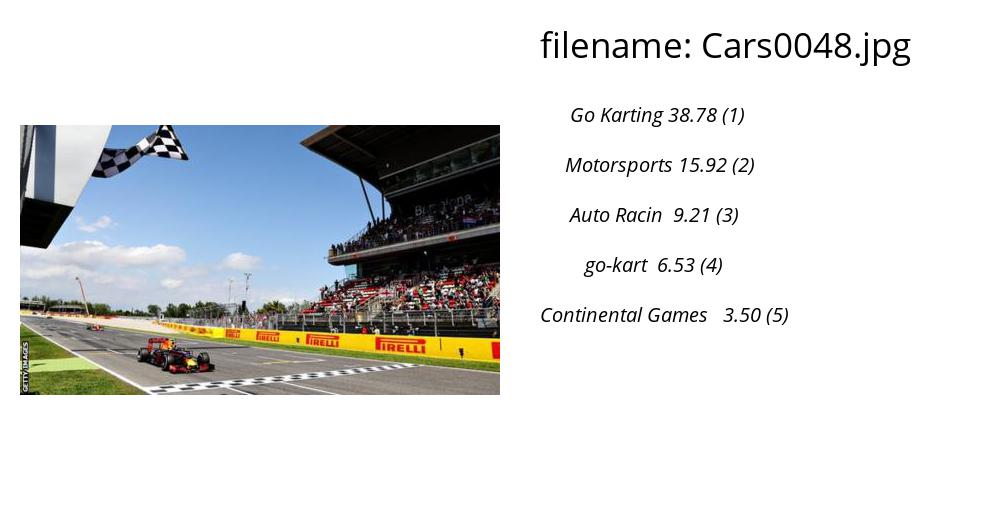 filename: Cars0048.jpg
Go Karting 38.78 (1)
Motorsports 15.92 (2)
Auto Racin 9.21 (3)
go-kart 6.53 (4)
Continental Games 3.50 (5)
PIRELLI
PIRELLI
PIRELLI
PIRELLI
GETTY IMAGES